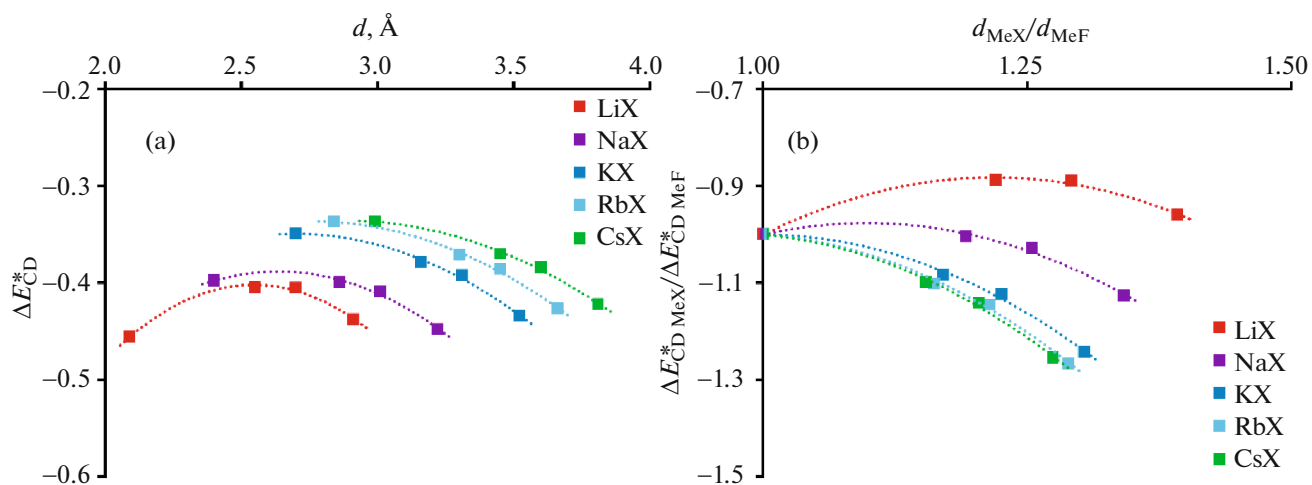 d, Å
2.0 2.5 3.0 3.5 4.0
–0.2
–0.3
–0.4
–0.5
–0.6
ΔE*CD
(a)
LiX
NaX
KX
RbX
CsX
dMeX/dMeF
1.00 1.25 1.50
–0.7
–0.9
–1.1
–1.3
–1.5
ΔE*CD MeX/ΔE*CD MeF
(b)
LiX
NaX
KX
RbX
CsX